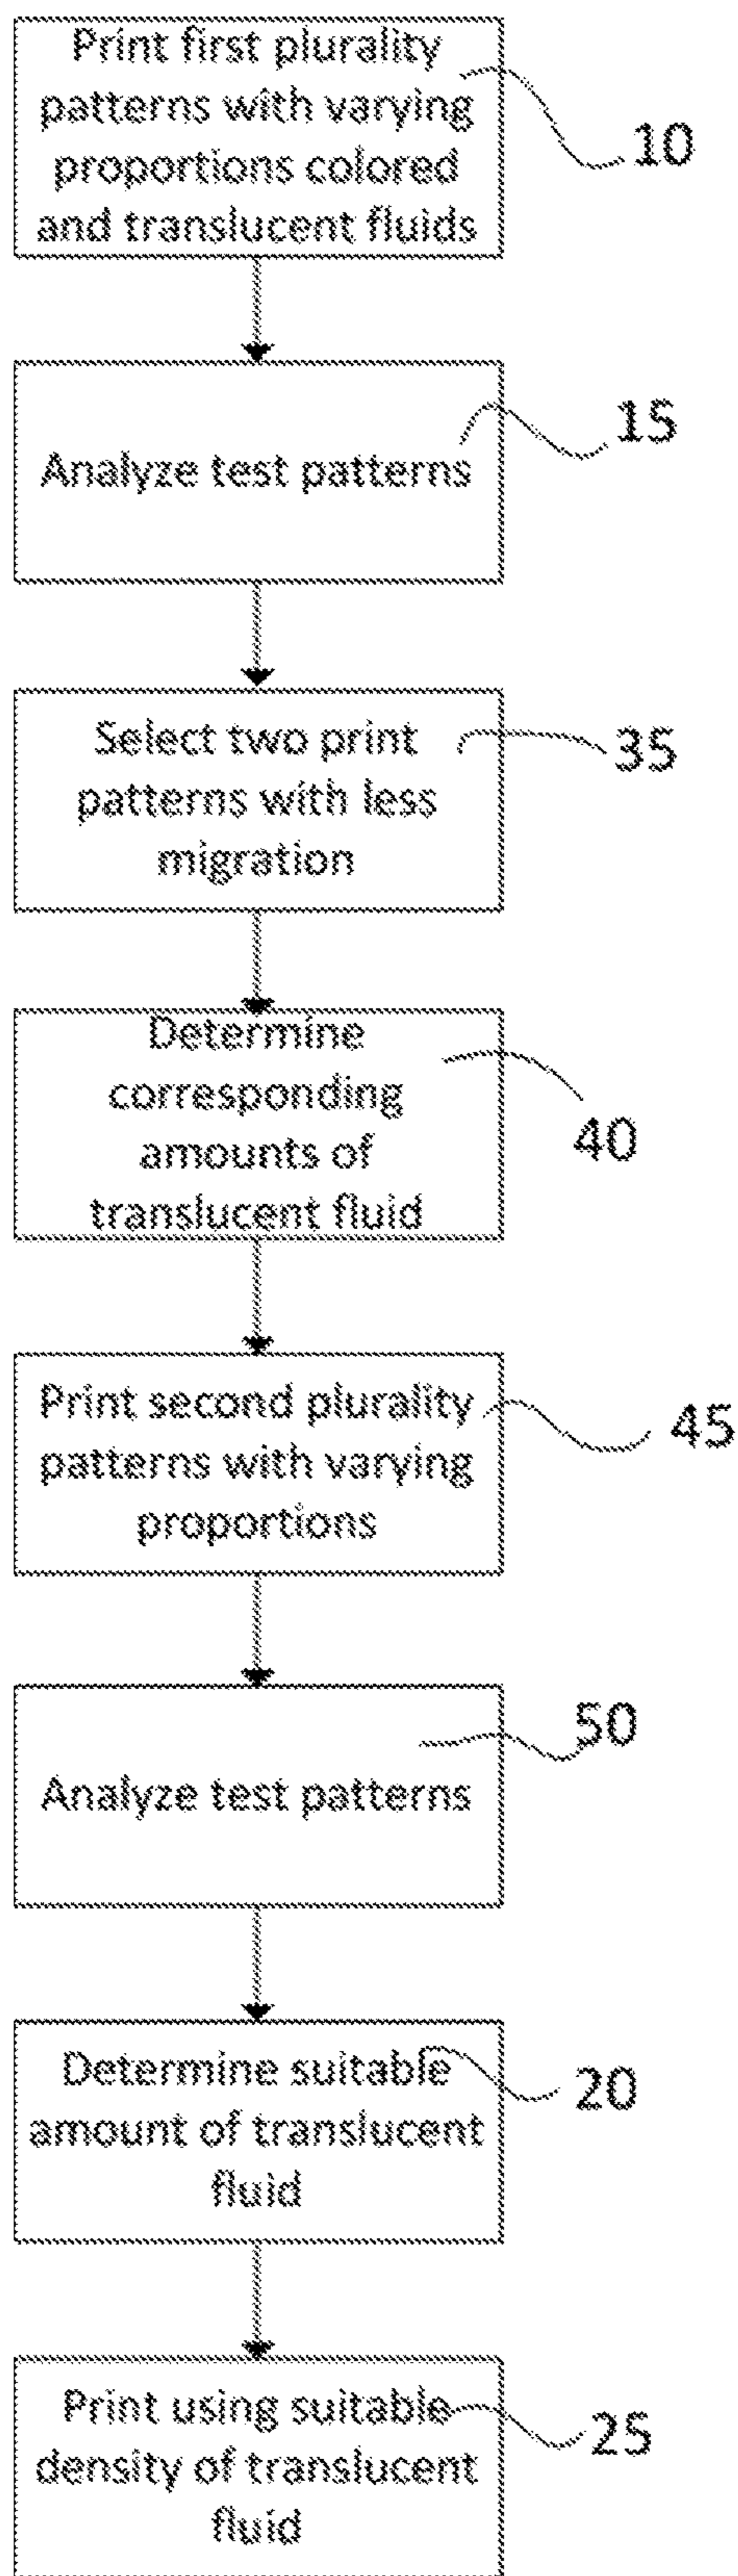 Print first plurality
patterns with varying
proportions colored
and translucent fluids
10
Analyze test patterns
15
Select two print
patterns with less
migration
35
Determine
corresponding
amounts of
translucent fluid
40
Print second plurality
patterns with varying
proportions
45
Analyze test patterns
50
Determine suitable
amount of translucent
fluid
20
Print using suitable
density of translucent
fluid
25